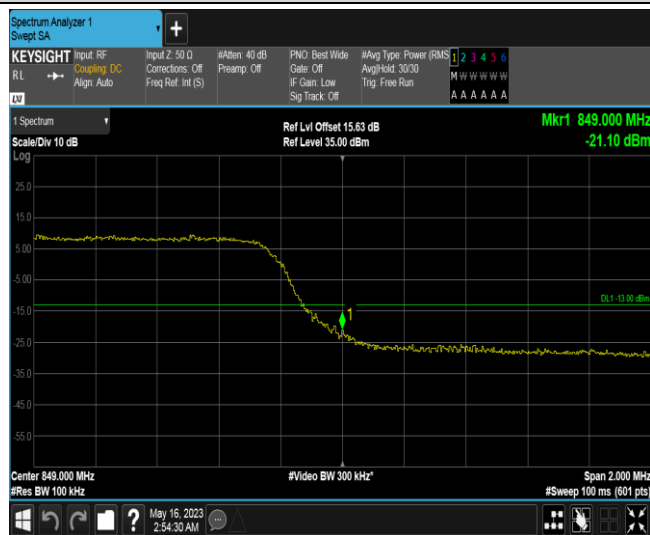 Spectrum Analyzer 1
Swept SA
KEYSIGHT
RL
LXI
Input: RF
Coupling: DC
Align: Auto
Input Z: 50 Ω
Corrections: Off
Freq Ref: Int (S)
#Atten: 40 dB
Preamp: Off
PNO: Best Wide
Gate: Off
IF Gain: Low
Sig Track: Off
#Avg Type: Power (RMS
Avg|Hold: 30/30
Trig: Free Run
1 2 3 4 5 6
M W W W W W
A A A A A A
1 Spectrum
Scale/Div 10 dB
Ref Lvl Offset 15.63 dB
Ref Level 35.00 dBm
Mkr1 849.000 MHz
-21.10 dBm
Log
25.0
15.0
5.00
-5.00
DL1 -13.00 dBm
-15.0
1
-25.0
-35.0
-45.0
-55.0
Center 849.000 MHz
#Res BW 100 kHz
#Video BW 300 kHz*
Span 2.000 MHz
#Sweep 100 ms (601 pts)
?
May 16, 2023
2:54:30 AM